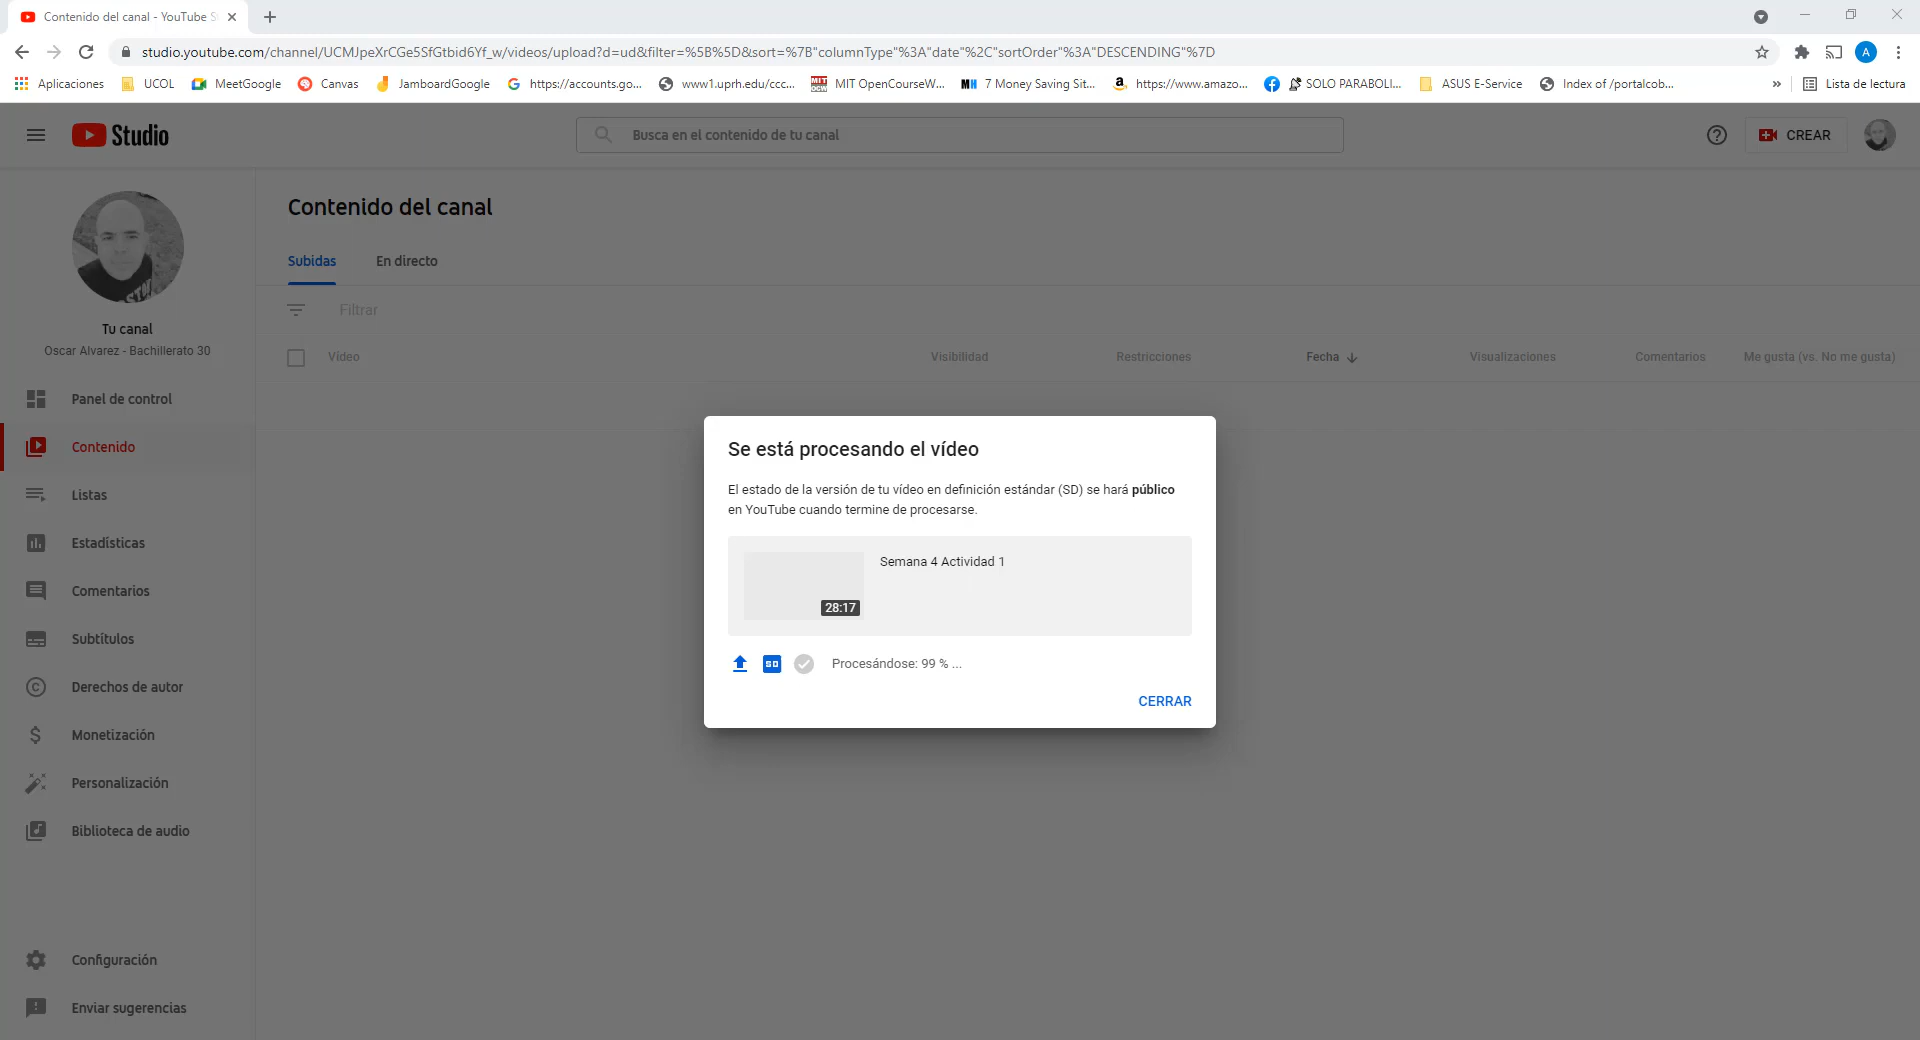 Contenido del canal - YouTube S
studio.youtube.com/channel/UCMJpeXrCGe5SfGtbid6Yf_w/videos/upload?d=ud&filter=%5B%5D&sort=%7B"columnType"%3A"date"%2C"sortOrder"%3A"DESCENDING"%7D
A
Aplicaciones UCOL MeetGoogle Canvas JamboardGoogle https://accounts.go... www1.uprh.edu/ccc... MIT OpenCourseW... 7 Money Saving Sit... https://www.amazo... SOLO PARABOLI... ASUS E-Service Index of /portalcob... » Lista de lectura
Studio
Busca en el contenido de tu canal
CREAR
Tu canal
Oscar Alvarez - Bachillerato 30
Panel de control
Contenido
Listas
Estadísticas
Comentarios
Subtítulos
Derechos de autor
Monetización
Personalización
Biblioteca de audio
Configuración
Enviar sugerencias
Contenido del canal
Subidas En directo
Filtrar
Vídeo Visibilidad Restricciones Fecha Visualizaciones Comentarios Me gusta (vs. No me gusta)
Se está procesando el vídeo
El estado de la versión de tu vídeo en definición estándar (SD) se hará público
en YouTube cuando termine de procesarse.
Semana 4 Actividad 1
28:17
SD Procesándose: 99 % ...
CERRAR